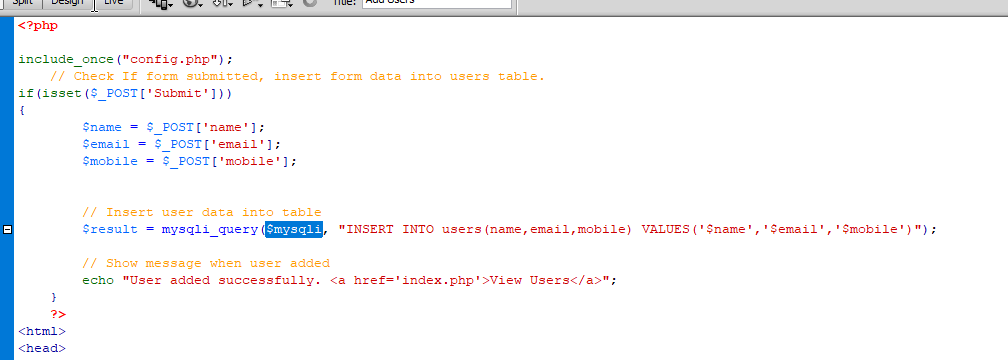 Split Design Live Title: Add Users
<?php
include_once("config.php");
// Check If form submitted, insert form data into users table.
if(isset($_POST['Submit']))
{
$name = $_POST['name'];
$email = $_POST['email'];
$mobile = $_POST['mobile'];
// Insert user data into table
$result = mysqli_query($mysqli, "INSERT INTO users(name,email,mobile) VALUES('$name','$email','$mobile')");
// Show message when user added
echo "User added successfully. <a href='index.php'>View Users</a>";
}
?>
<html>
<head>